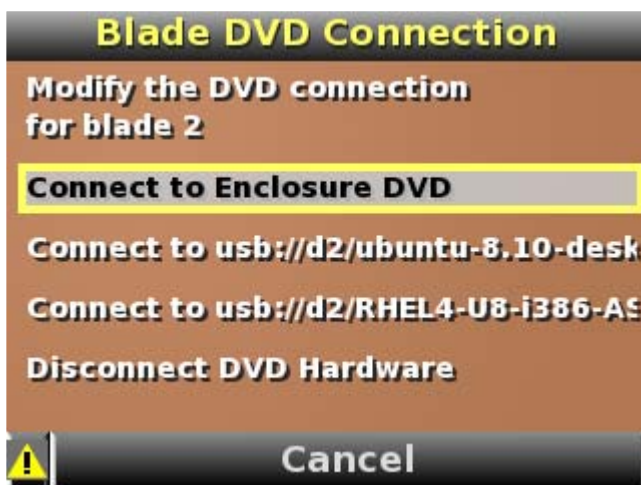 Blade DVD Connection
Modify the DVD connection
for blade 2
Connect to Enclosure DVD
Connect to usb://d2/ubuntu-8.10-desk
Connect to usb://d2/RHEL4-U8-i386-AS
Disconnect DVD Hardware
Cancel